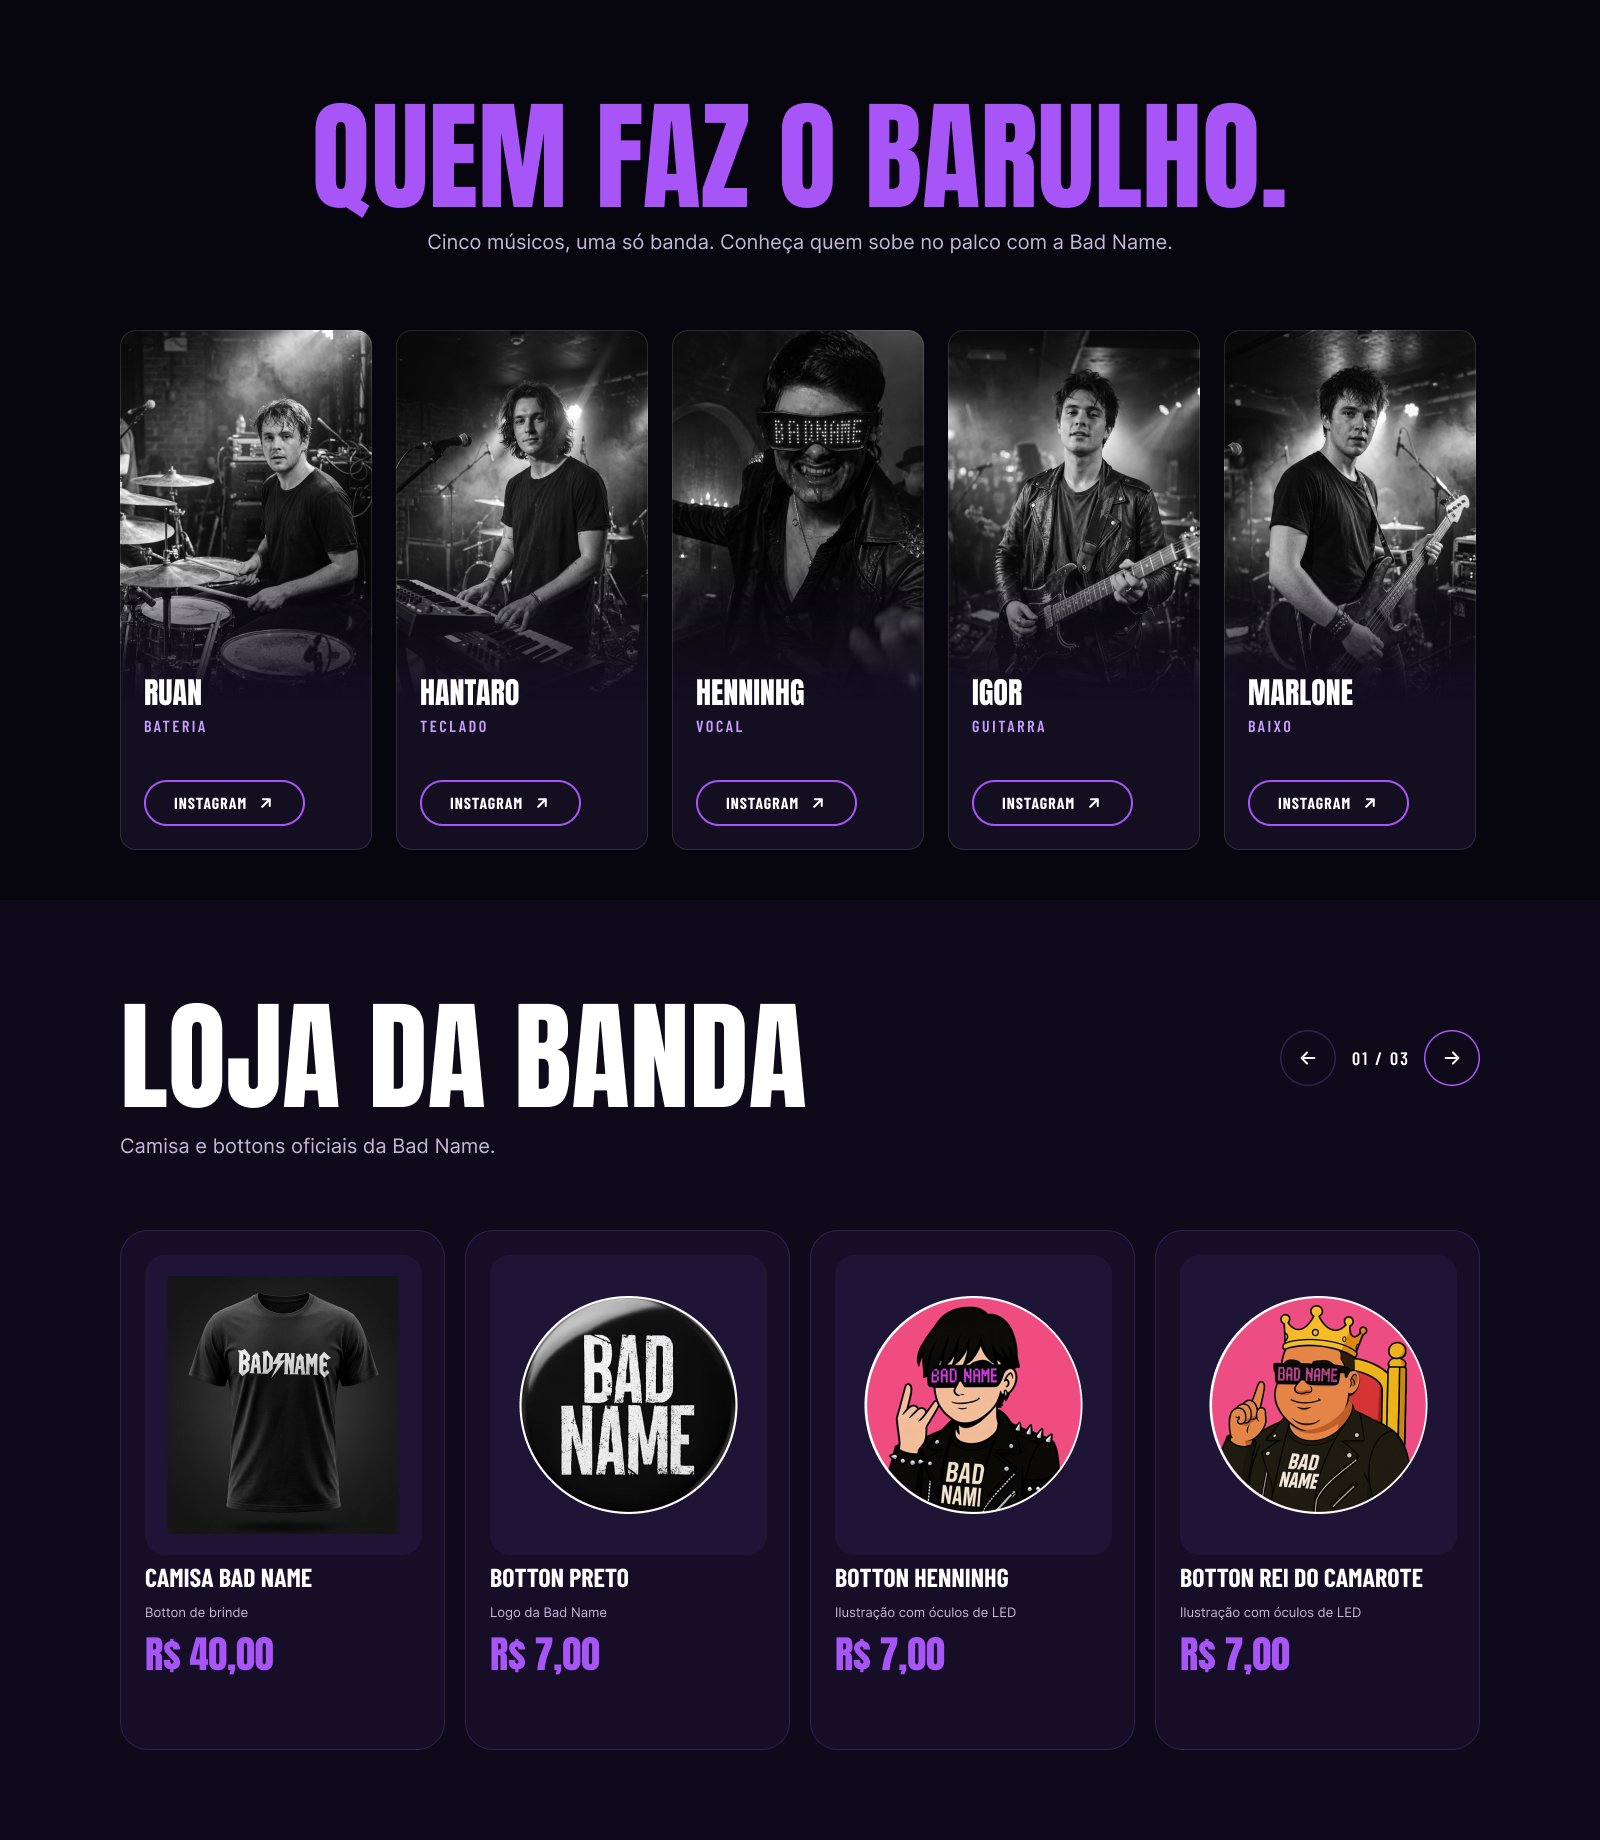 QUEM FAZ O BARULHO.
Cinco músicos, uma só banda. Conheça quem sobe no palco com a Bad Name.
BADNAME
RUAN
BATERIA
INSTAGRAM
HANTARO
TECLADO
INSTAGRAM
HENNINHG
VOCAL
INSTAGRAM
IGOR
GUITARRA
INSTAGRAM
MARLONE
BAIXO
INSTAGRAM
LOJA DA BANDA
01 / 03
Camisa e bottons oficiais da Bad Name.
BAD NAME
CAMISA BAD NAME
Botton de brinde
R$ 40,00
BAD
NAME
BOTTON PRETO
Logo da Bad Name
R$ 7,00
BAD NAME
BAD
NAMI
BOTTON HENNINHG
Ilustração com óculos de LED
R$ 7,00
BAD NAME
BAD
NAME
BOTTON REI DO CAMAROTE
Ilustração com óculos de LED
R$ 7,00